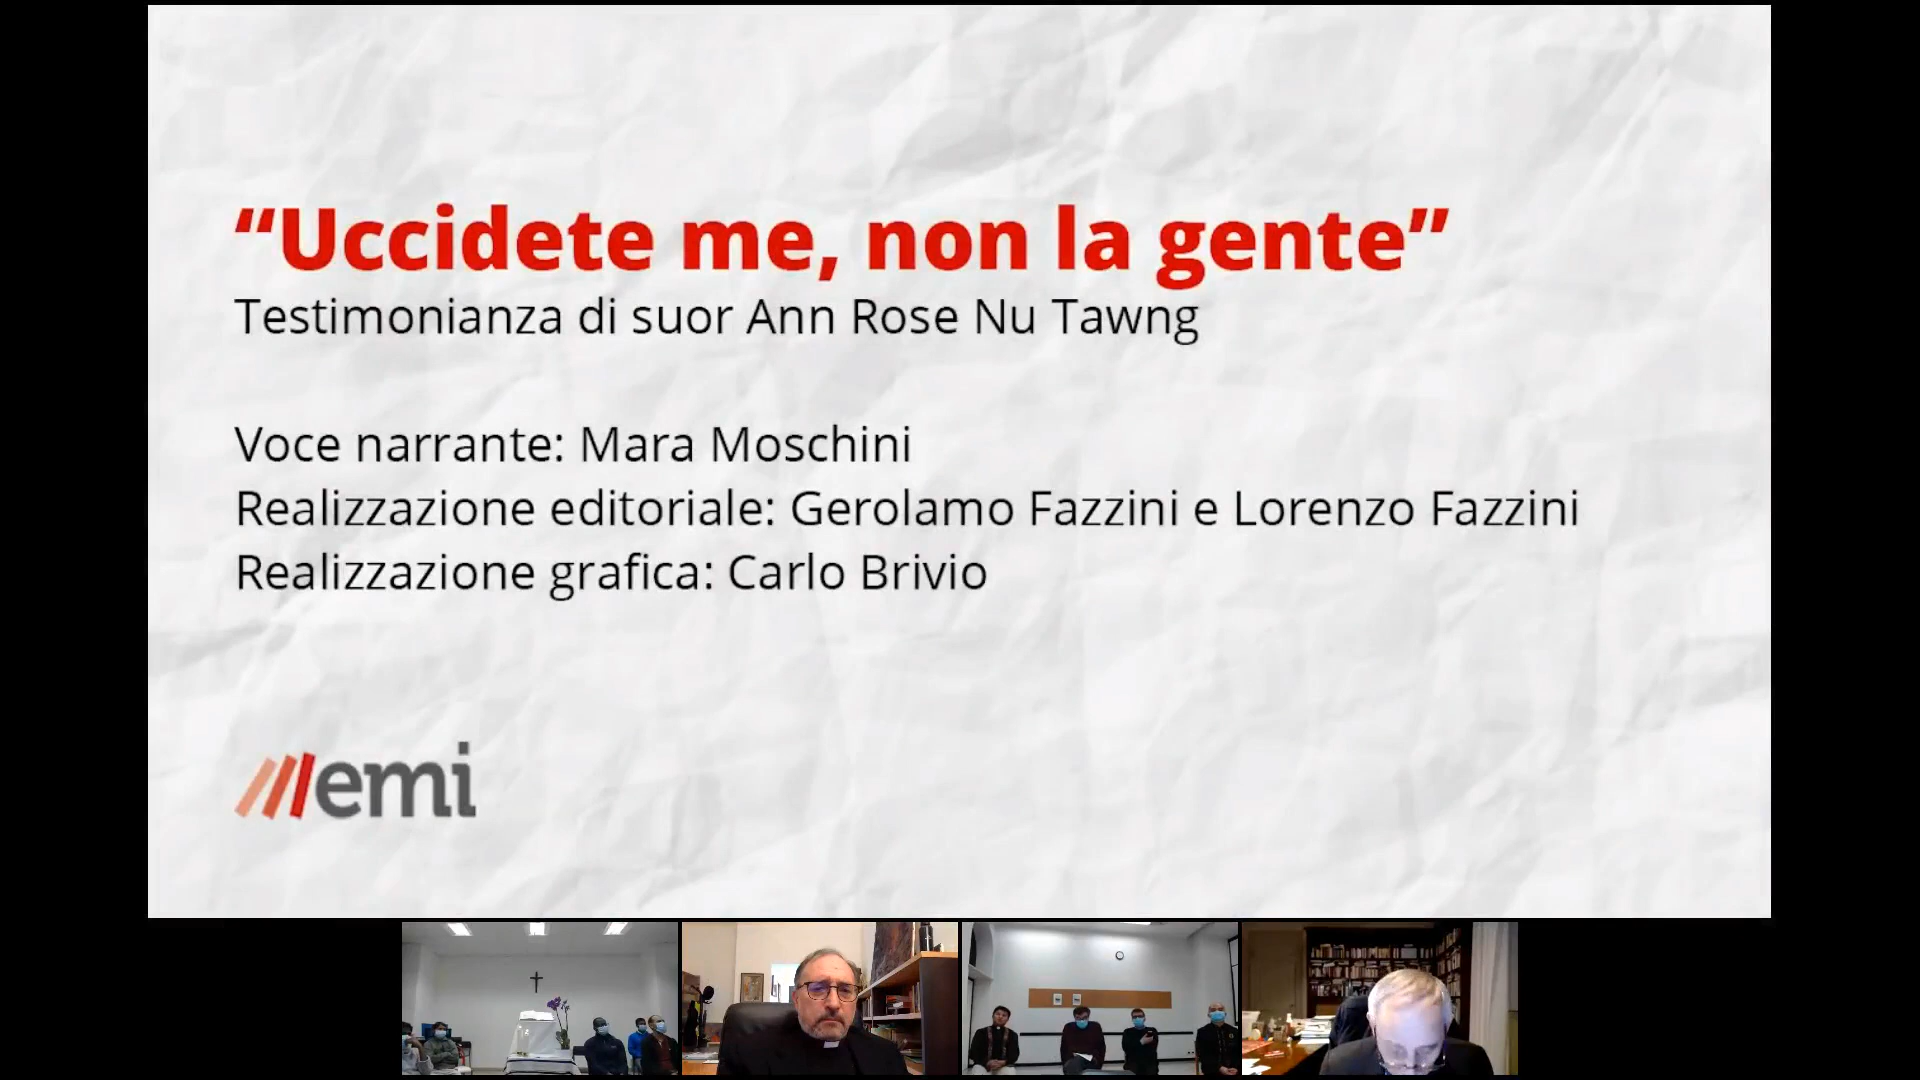 “Uccidete me, non la gente”
Testimonianza di suor Ann Rose Nu Tawng
Voce narrante: Mara Moschini
Realizzazione editoriale: Gerolamo Fazzini e Lorenzo Fazzini
Realizzazione grafica: Carlo Brivio
emi